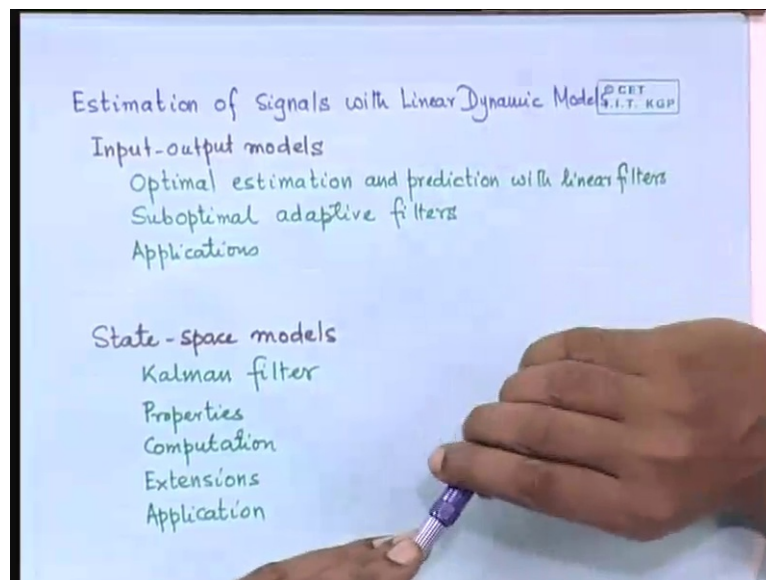 Estimation of Signals with Linear Dynamic Models
© CET
I.I.T. KGP
Input-output models
Optimal estimation and prediction with linear filters
Suboptimal adaptive filters
Applications
State-space models
Kalman filter
Properties
Computation
Extensions
Application